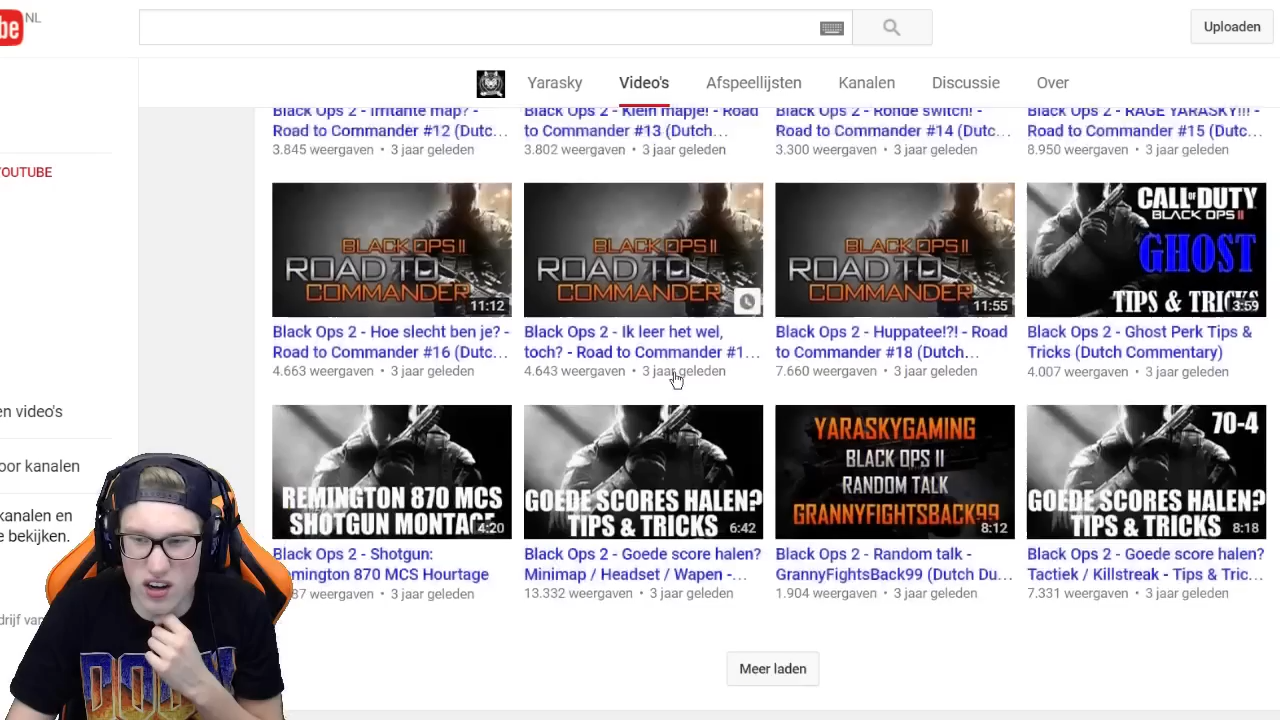 be NL
Uploaden
Yarasky Video's Afspeellijsten Kanalen Discussie Over
Black Ops 2 - Irritante map? -
Road to Commander #12 (Dutc...
3.845 weergaven • 3 jaar geleden
Black Ops 2 - Klein mapje! - Road
to Commander #13 (Dutch...
3.802 weergaven • 3 jaar geleden
Black Ops 2 - Ronde switch! -
Road to Commander #14 (Dutc...
3.300 weergaven • 3 jaar geleden
Black Ops 2 - RAGE YARASKY!!! -
Road to Commander #15 (Dutc...
8.950 weergaven • 3 jaar geleden
OUTUBE
BLACK OPS II
ROAD TO
COMMANDER
11:12
Black Ops 2 - Hoe slecht ben je? -
Road to Commander #16 (Dutc...
4.663 weergaven • 3 jaar geleden
BLACK OPS II
ROAD TO
COMMANDER
Black Ops 2 - Ik leer het wel,
toch? - Road to Commander #1...
4.643 weergaven • 3 jaar geleden
BLACK OPS II
ROAD TO
COMMANDER
11:55
Black Ops 2 - Huppatee!?! - Road
to Commander #18 (Dutch...
7.660 weergaven • 3 jaar geleden
CALL OF DUTY
BLACK OPS II
GHOST
TIPS & TRICKS
3:59
Black Ops 2 - Ghost Perk Tips &
Tricks (Dutch Commentary)
4.007 weergaven • 3 jaar geleden
en video's
oor kanalen
kanalen en
e bekijken.
drijf van
REMINGTON 870 MCS
SHOTGUN MONTAGE
4:20
Black Ops 2 - Shotgun:
mington 870 MCS Hourtage
87 weergaven • 3 jaar geleden
GOEDE SCORES HALEN?
TIPS & TRICKS
6:42
Black Ops 2 - Goede score halen?
Minimap / Headset / Wapen -...
13.332 weergaven • 3 jaar geleden
YARASKYGAMING
BLACK OPS II
RANDOM TALK
GRANNYFIGHTSBACK99
8:12
Black Ops 2 - Random talk -
GrannyFightsBack99 (Dutch Du...
1.904 weergaven • 3 jaar geleden
70-4
GOEDE SCORES HALEN?
TIPS & TRICKS
8:18
Black Ops 2 - Goede score halen?
Tactiek / Killstreak - Tips & Tric...
7.331 weergaven • 3 jaar geleden
Meer laden
DOOM